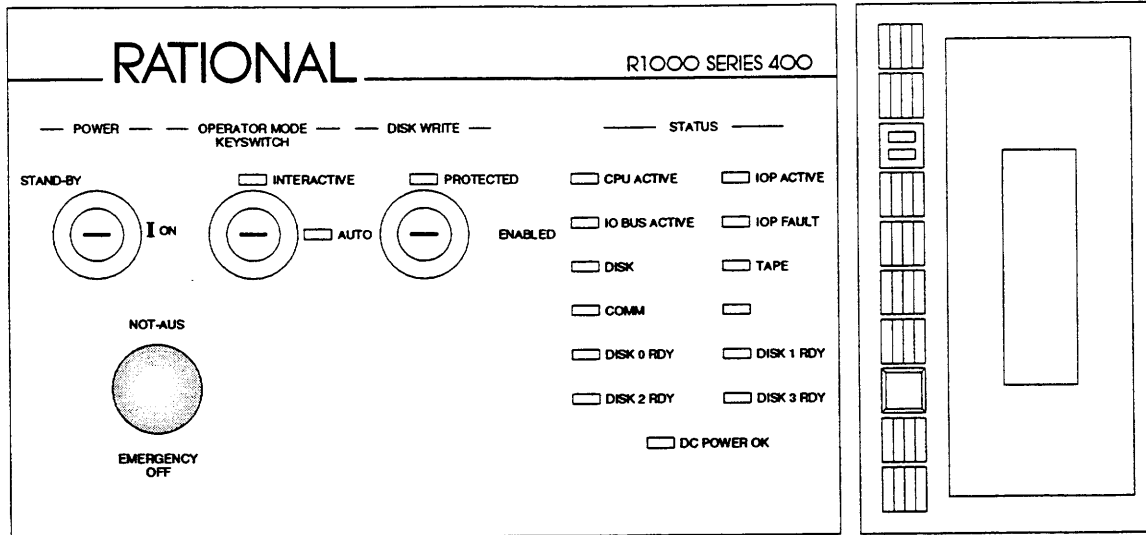 RATIONAL
R1000 SERIES 400
POWER
OPERATOR MODE
KEYSWITCH
DISK WRITE
STATUS
STAND-BY
INTERACTIVE
PROTECTED
CPU ACTIVE
IOP ACTIVE
I ON
AUTO
ENABLED
IO BUS ACTIVE
IOP FAULT
DISK
TAPE
COMM
NOT-AUS
DISK 0 RDY
DISK 1 RDY
DISK 2 RDY
DISK 3 RDY
DC POWER OK
EMERGENCY
OFF